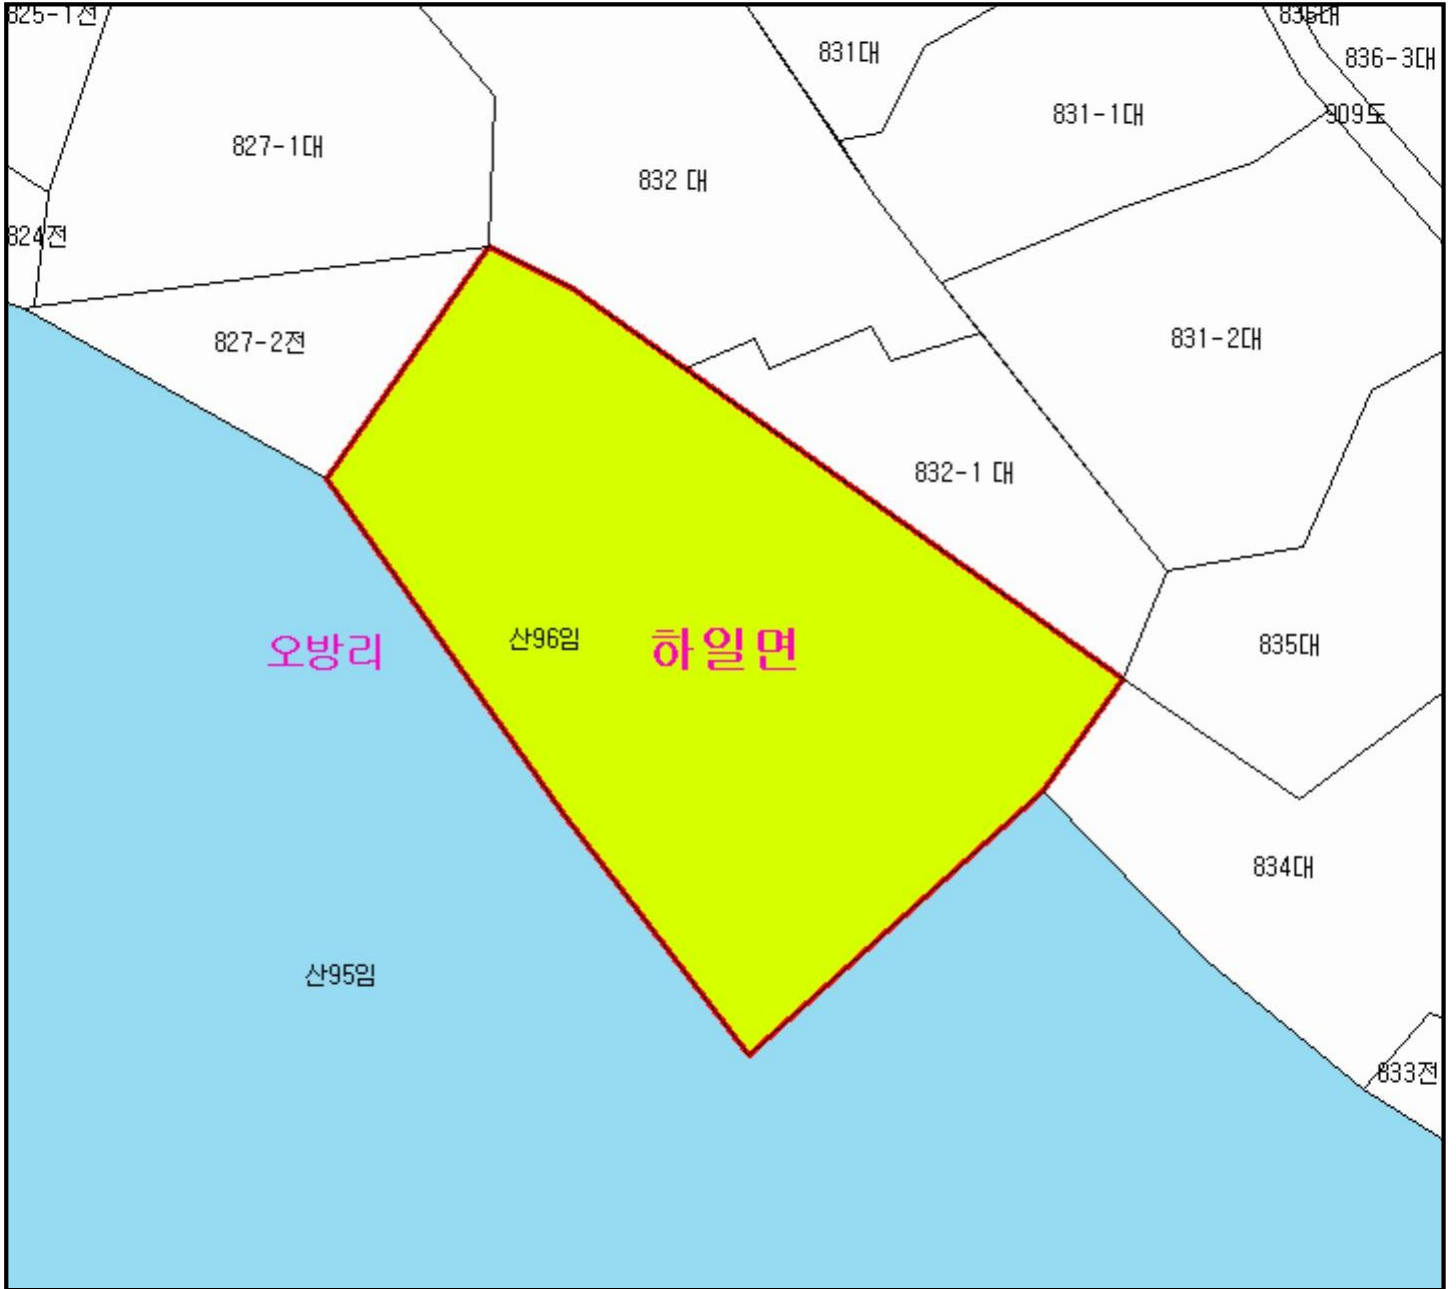 825-1전
831대
836-3대
831-1대
909도
827-1대
832 대
824전
827-2전
831-2대
832-1 대
산96임
하일면
오방리
835대
834대
산95임
833전